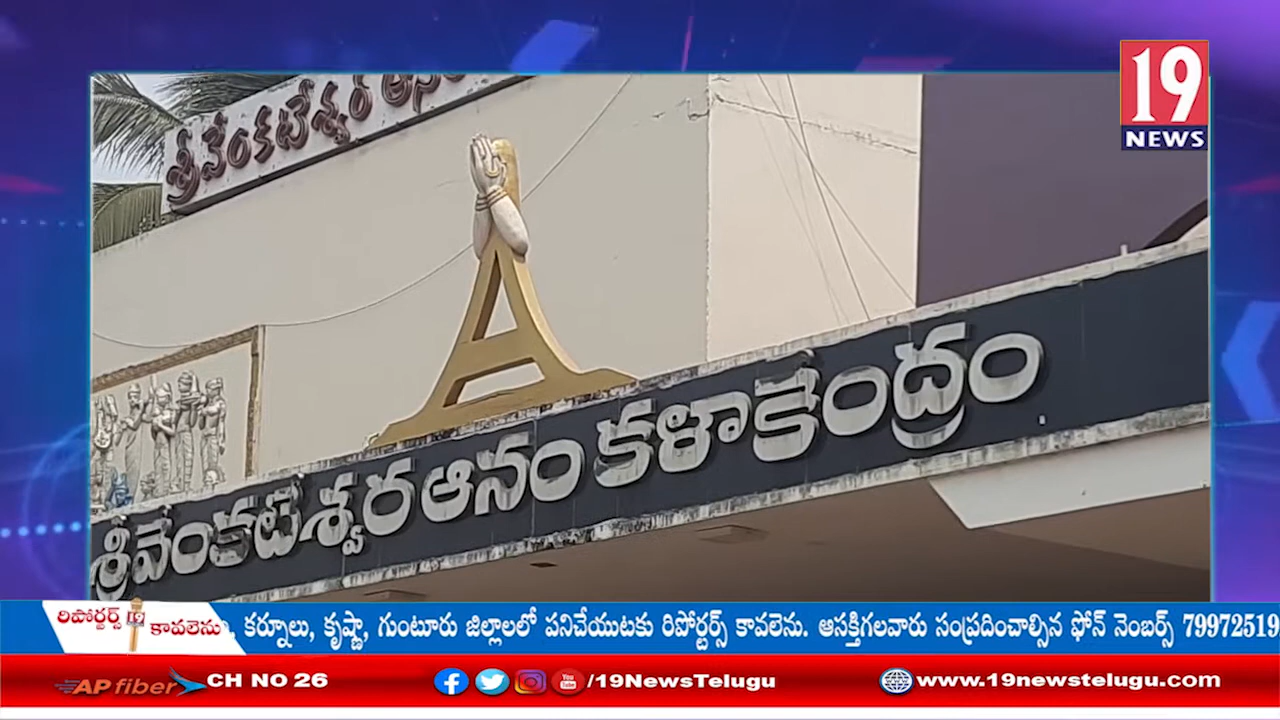 19
NEWS
శ్రీ వేంకటేశ్వర ఆనం
శ్రీ వేంకటేశ్వర ఆనం కళాకేంద్రం
రిపోర్టర్స్ 19 కావలెను
, కర్నూలు, కృష్ణా, గుంటూరు జిల్లాలలో పనిచేయుటకు రిపోర్టర్స్ కావలెను. ఆసక్తిగలవారు సంప్రదించాల్సిన ఫోన్ నెంబర్స్ 79972519
AP fiber CH NO 26 /19NewsTelugu www.19newstelugu.com